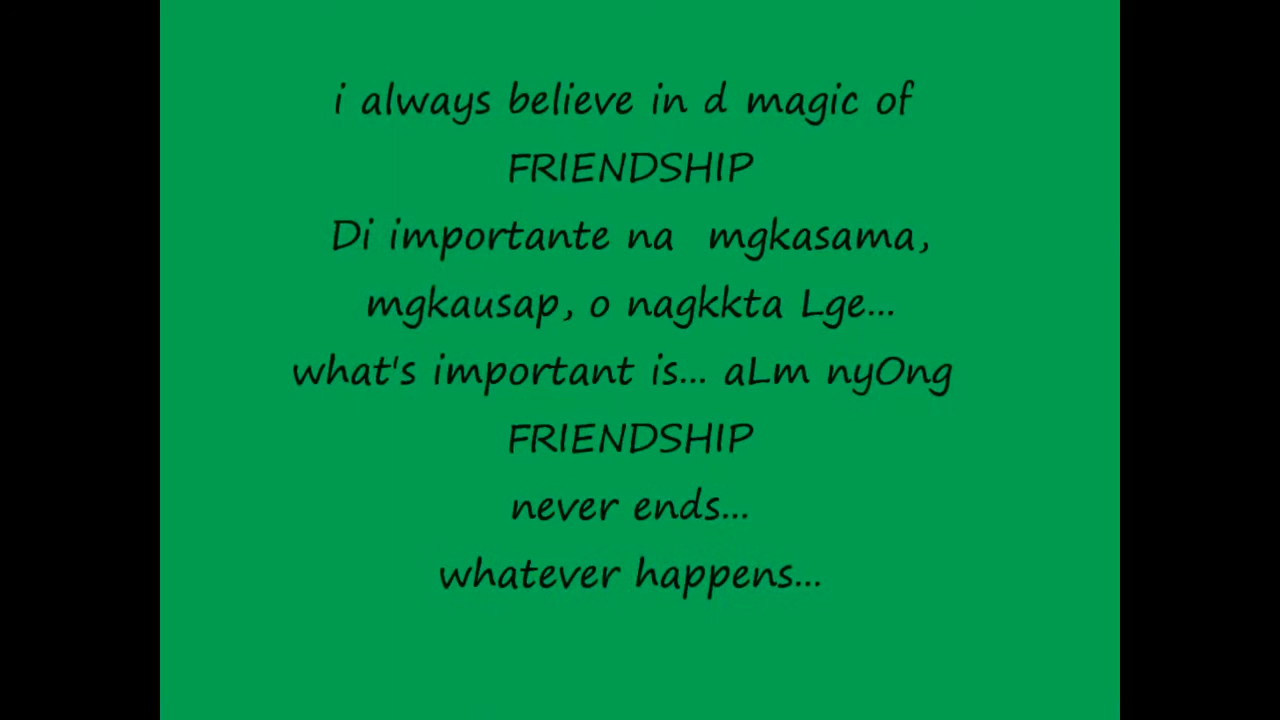 i always believe in d magic of
FRIENDSHIP
Di importante na mgkasama,
mgkausap, o nagkkta Lge...
what's important is... aLm nyOng
FRIENDSHIP
never ends...
whatever happens...